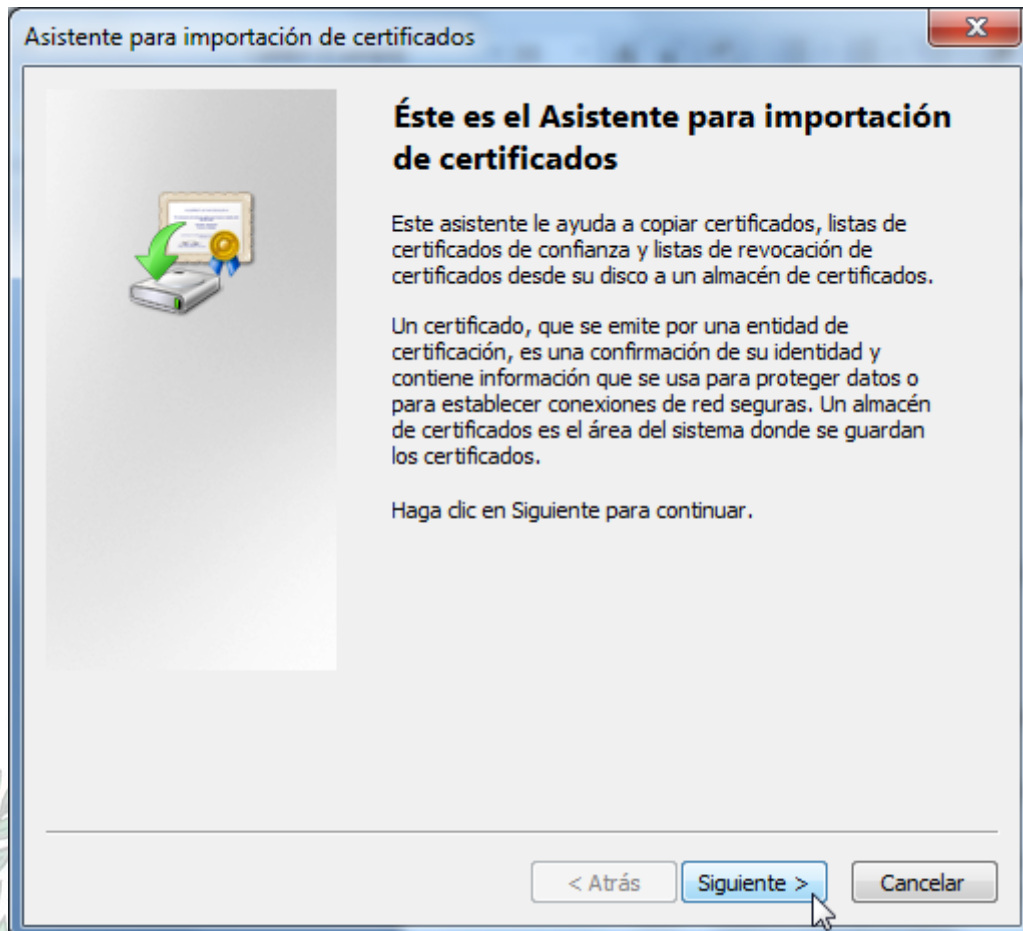 Asistente para importación de certificados
Éste es el Asistente para importación
de certificados
Este asistente le ayuda a copiar certificados, listas de
certificados de confianza y listas de revocación de
certificados desde su disco a un almacén de certificados.
Un certificado, que se emite por una entidad de
certificación, es una confirmación de su identidad y
contiene información que se usa para proteger datos o
para establecer conexiones de red seguras. Un almacén
de certificados es el área del sistema donde se guardan
los certificados.
Haga clic en Siguiente para continuar.
< Atrás Siguiente > Cancelar